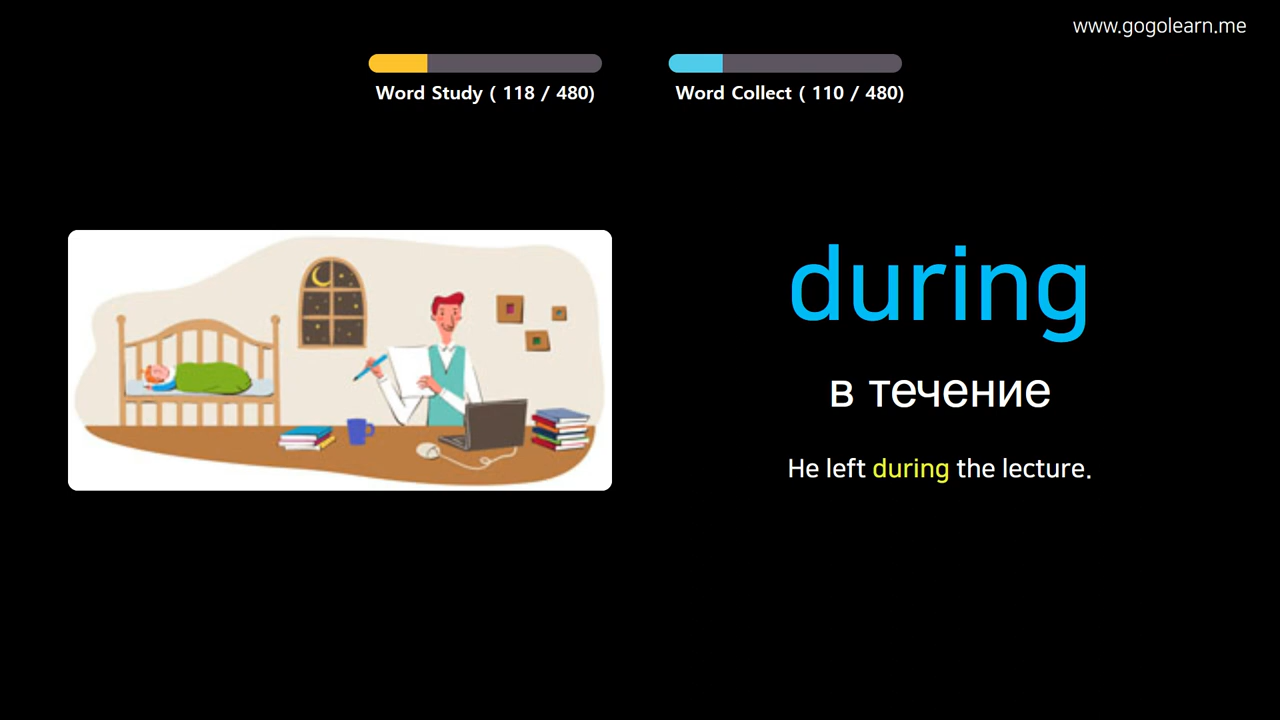 www.gogolearn.me
Word Study ( 118 / 480)
Word Collect ( 110 / 480)
during
в течение
He left during the lecture.